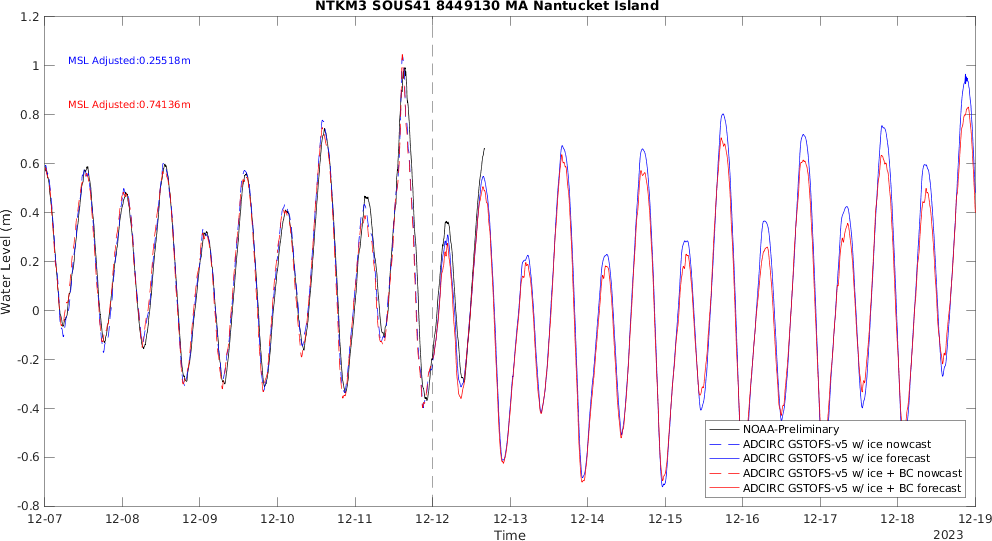 NTKM3 SOUS41 8449130 MA Nantucket Island
1.2
1
0.8
0.6
0.4
0.2
0
-0.2
-0.4
-0.6
-0.8
Water Level (m)
MSL Adjusted:0.25518m
MSL Adjusted:0.74136m
NOAA-Preliminary
ADCIRC GSTOFS-v5 w/ ice nowcast
ADCIRC GSTOFS-v5 w/ ice forecast
ADCIRC GSTOFS-v5 w/ ice + BC nowcast
ADCIRC GSTOFS-v5 w/ ice + BC forecast
12-07 12-08 12-09 12-10 12-11 12-12 12-13 12-14 12-15 12-16 12-17 12-18 12-19
Time
2023